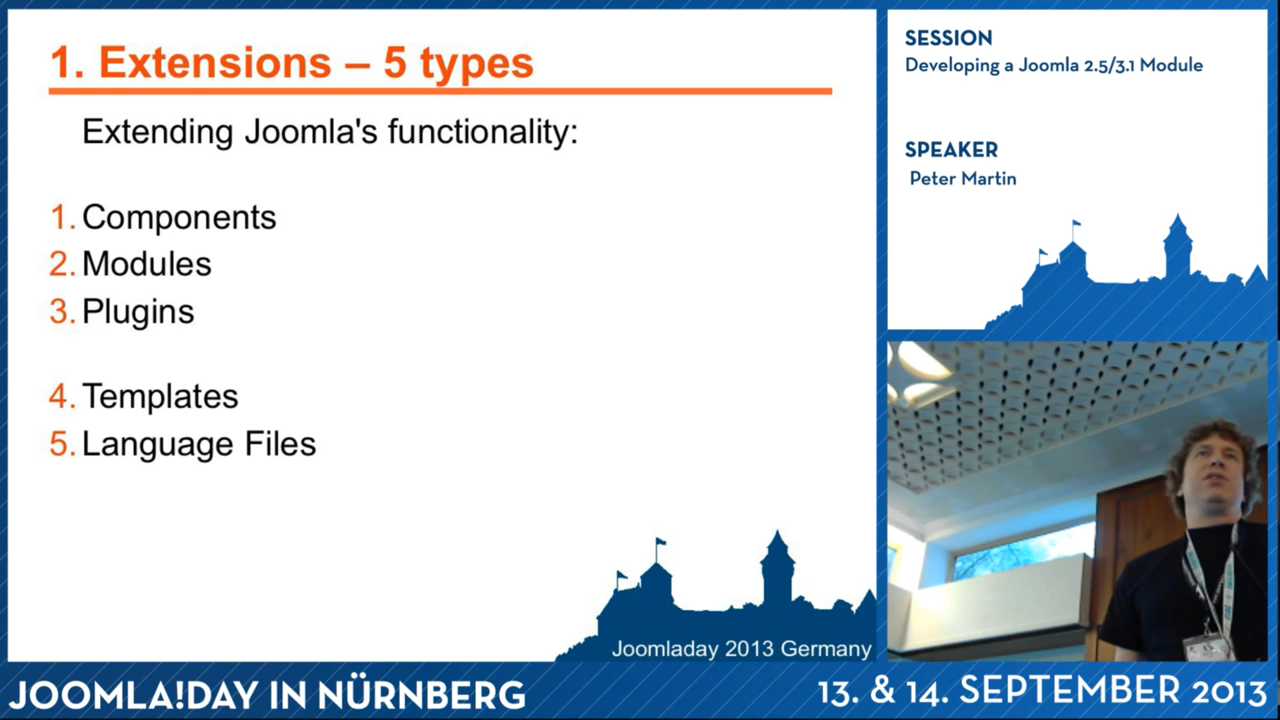 1. Extensions – 5 types
Extending Joomla's functionality:
1. Components
2. Modules
3. Plugins
4. Templates
5. Language Files
Joomladay 2013 Germany
SESSION
Developing a Joomla 2.5/3.1 Module
SPEAKER
Peter Martin
JOOMLA!DAY IN NÜRNBERG
13. & 14. SEPTEMBER 2013